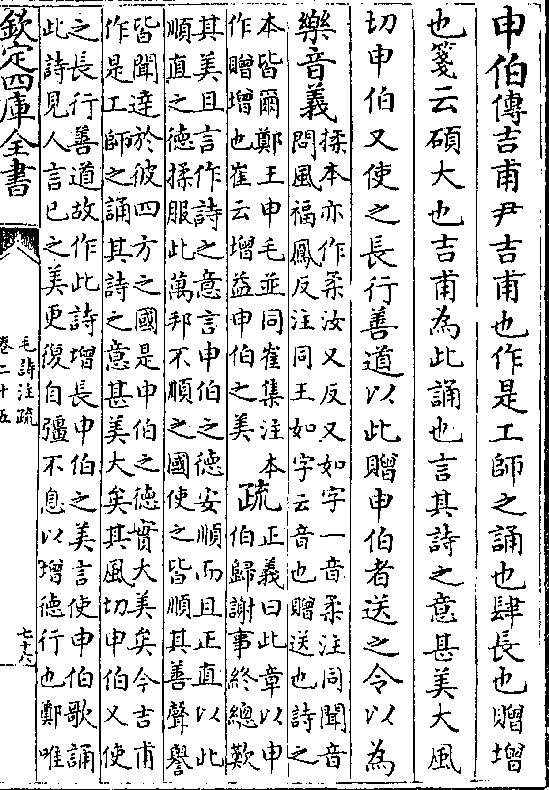 申伯傳吉甫尹吉甫也作是工師之誦也肆長也贈增
也箋云碩大也吉甫為此誦也言其詩之意甚美大風
切申伯又使之長行善道以此贈申伯者送之令以為
樂音義揉本亦作柔汝又反又如字一音柔注同聞音
問風福鳳反注同王如字云音也贈送也詩之
本皆爾鄭王申毛並同崔集注本
作贈增也崔云增益申伯之美
疏正義曰此章以申
伯歸謝事終總歎
其美且言作詩之意言申伯之德安順而且正直以此
順直之德揉服此萬邦不順之國使之皆順其善聲譽
皆聞達於彼四方之國是申伯之德實大美矣今吉甫
作是工師之誦其詩之意甚美大矣其風切申伯又使
之長行善道故作此詩增長申伯之美言使申伯歌誦
此詩見人言已之美更復自彊不息以增德行也鄭唯
欽定四庫全書
毛詩注疏
卷二十五
七十六